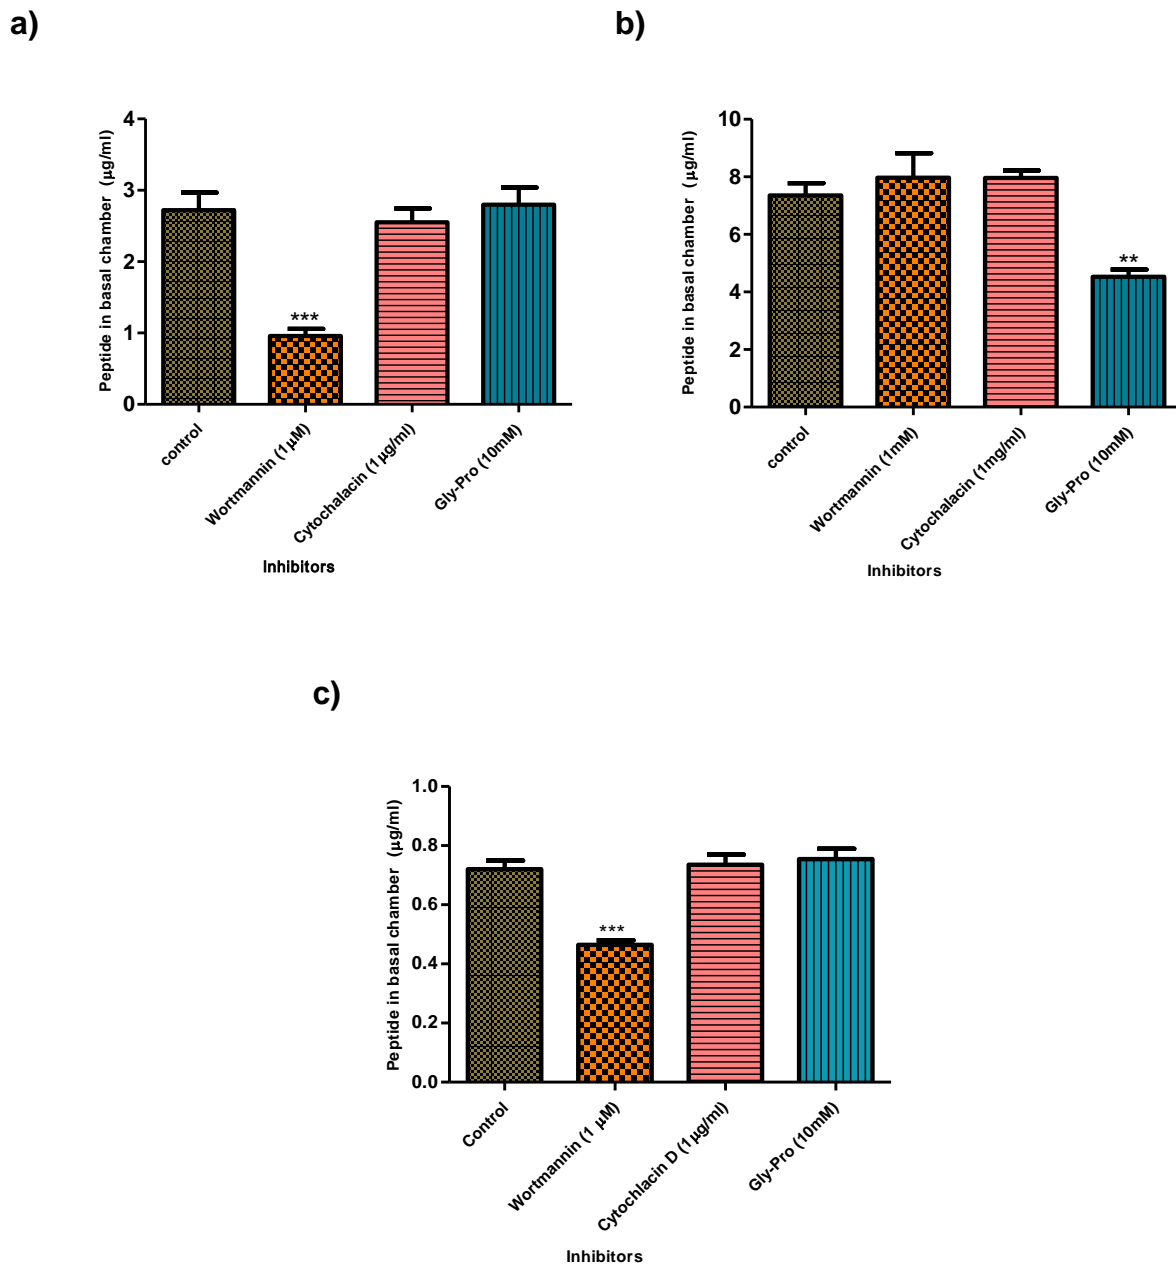 a)
Peptide in basal chamber (µg/ml)
4
3
2
1
0
***
control
Wortmannin (1 µM)
Cytochalacin (1 µg/ml)
Gly-Pro (10mM)
Inhibitors
b)
Peptide in basal chamber (µg/ml)
10
8
6
4
2
0
**
control
Wortmannin (1mM)
Cytochalacin (1mg/ml)
Gly-Pro (10mM)
Inhibitors
c)
Peptide in basal chamber (µg/ml)
1.0
0.8
0.6
0.4
0.2
0.0
***
Control
Wortmannin (1 µM)
Cytochlacin D (1 µg/ml)
Gly-Pro (10mM)
Inhibitors